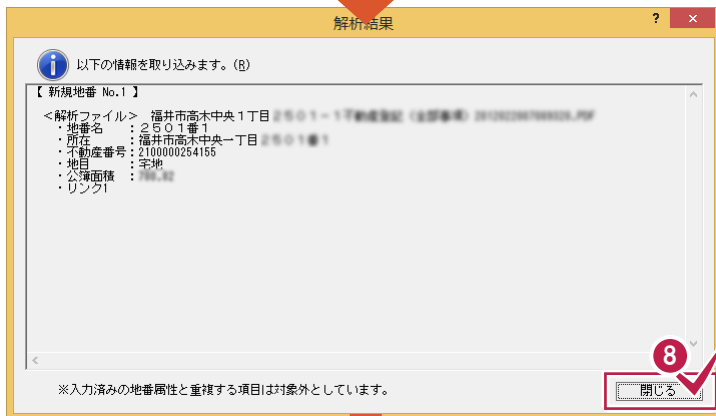 解析結果
? ×
i 以下の情報を取り込みます。(R)
【 新規地番 No.1 】
<解析ファイル> 福井市高木中央1丁目
・地番名 :2501番1
・所在 :福井市高木中央一丁目
・不動産番号:2100000254155
・地目 :宅地
・公簿面積 :
・リンク1
※入力済みの地番属性と重複する項目は対象外としています。
8
閉じる